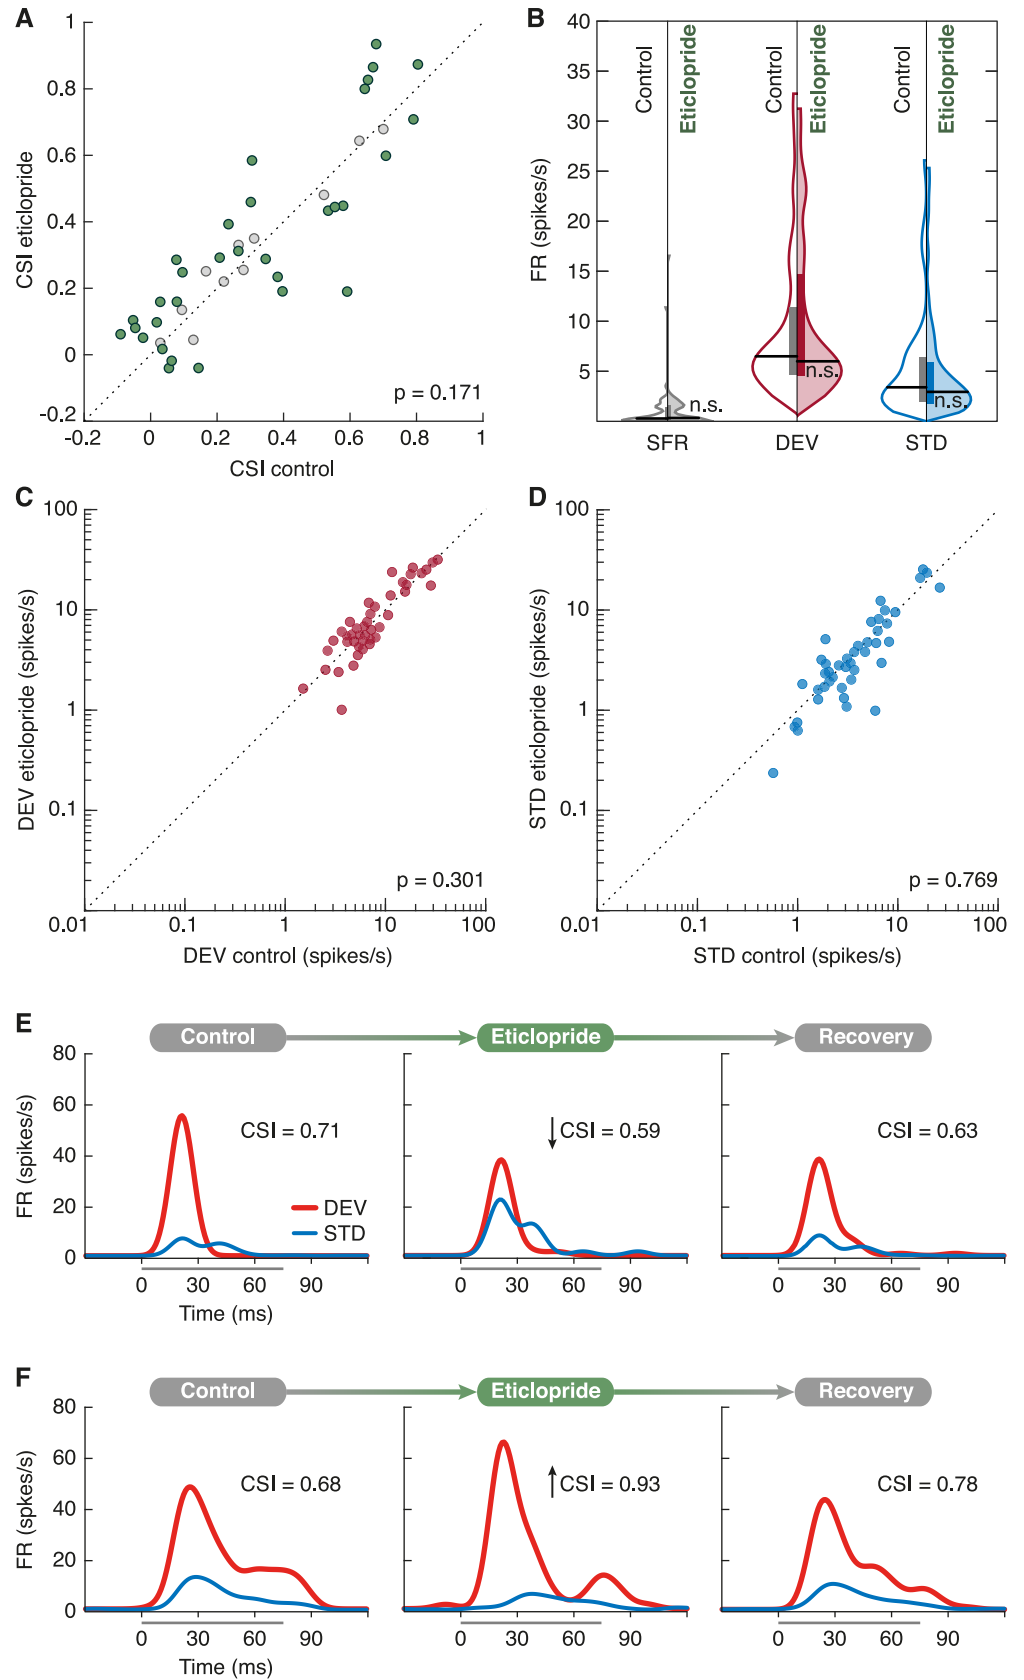 A
1
0.8
0.6
0.4
0.2
0
-0.2
CSI eticlopride
-0.2 0 0.2 0.4 0.6 0.8 1
CSI control
p = 0.171
B
40
35
30
25
20
15
10
5
FR (spikes/s)
Control
Eticlopride
Control
Eticlopride
Control
Eticlopride
n.s.
n.s.
n.s.
SFR DEV STD
C
100
10
1
0.1
DEV eticlopride (spikes/s)
p = 0.301
0.01 0.1 1 10 100
DEV control (spikes/s)
D
100
10
1
0.1
STD eticlopride (spikes/s)
p = 0.769
0.01 0.1 1 10 100
STD control (spikes/s)
E
Control Eticlopride Recovery
80
60
40
20
0
FR (spikes/s)
CSI = 0.71
CSI = 0.59
CSI = 0.63
DEV
STD
0 30 60 90
0 30 60 90
0 30 60 90
Time (ms)
F
Control Eticlopride Recovery
80
60
40
20
0
FR (spikes/s)
CSI = 0.68
CSI = 0.93
CSI = 0.78
0 30 60 90
0 30 60 90
0 30 60 90
Time (ms)